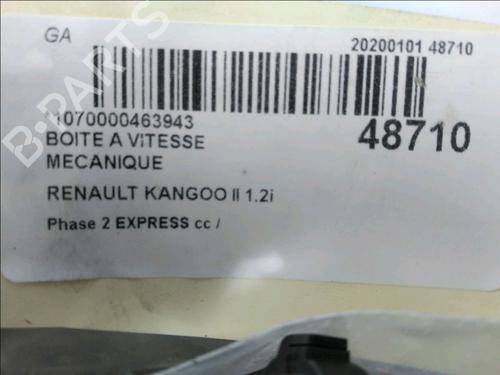 GA
20200101 48710
1070000463943
48710
BOITE A VITESSE
MECANIQUE
RENAULT KANGOO II 1.2i
Phase 2 EXPRESS cc /
B-PARTS